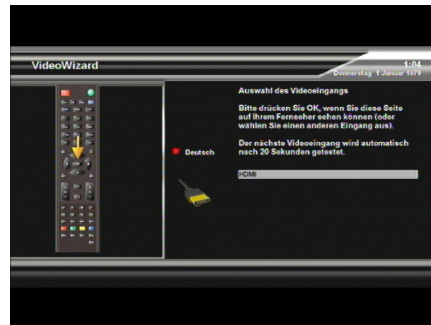 VideoWizard
1:04
Donnerstag 1 Januar 1970
Auswahl des Videoeingangs
Bitte drücken Sie OK, wenn Sie diese Seite
auf Ihrem Fernseher sehen können (oder
wählen Sie einen anderen Eingang aus).
Der nächste Videoeingang wird automatisch
nach 20 Sekunden getestet.
Deutsch
HDMI